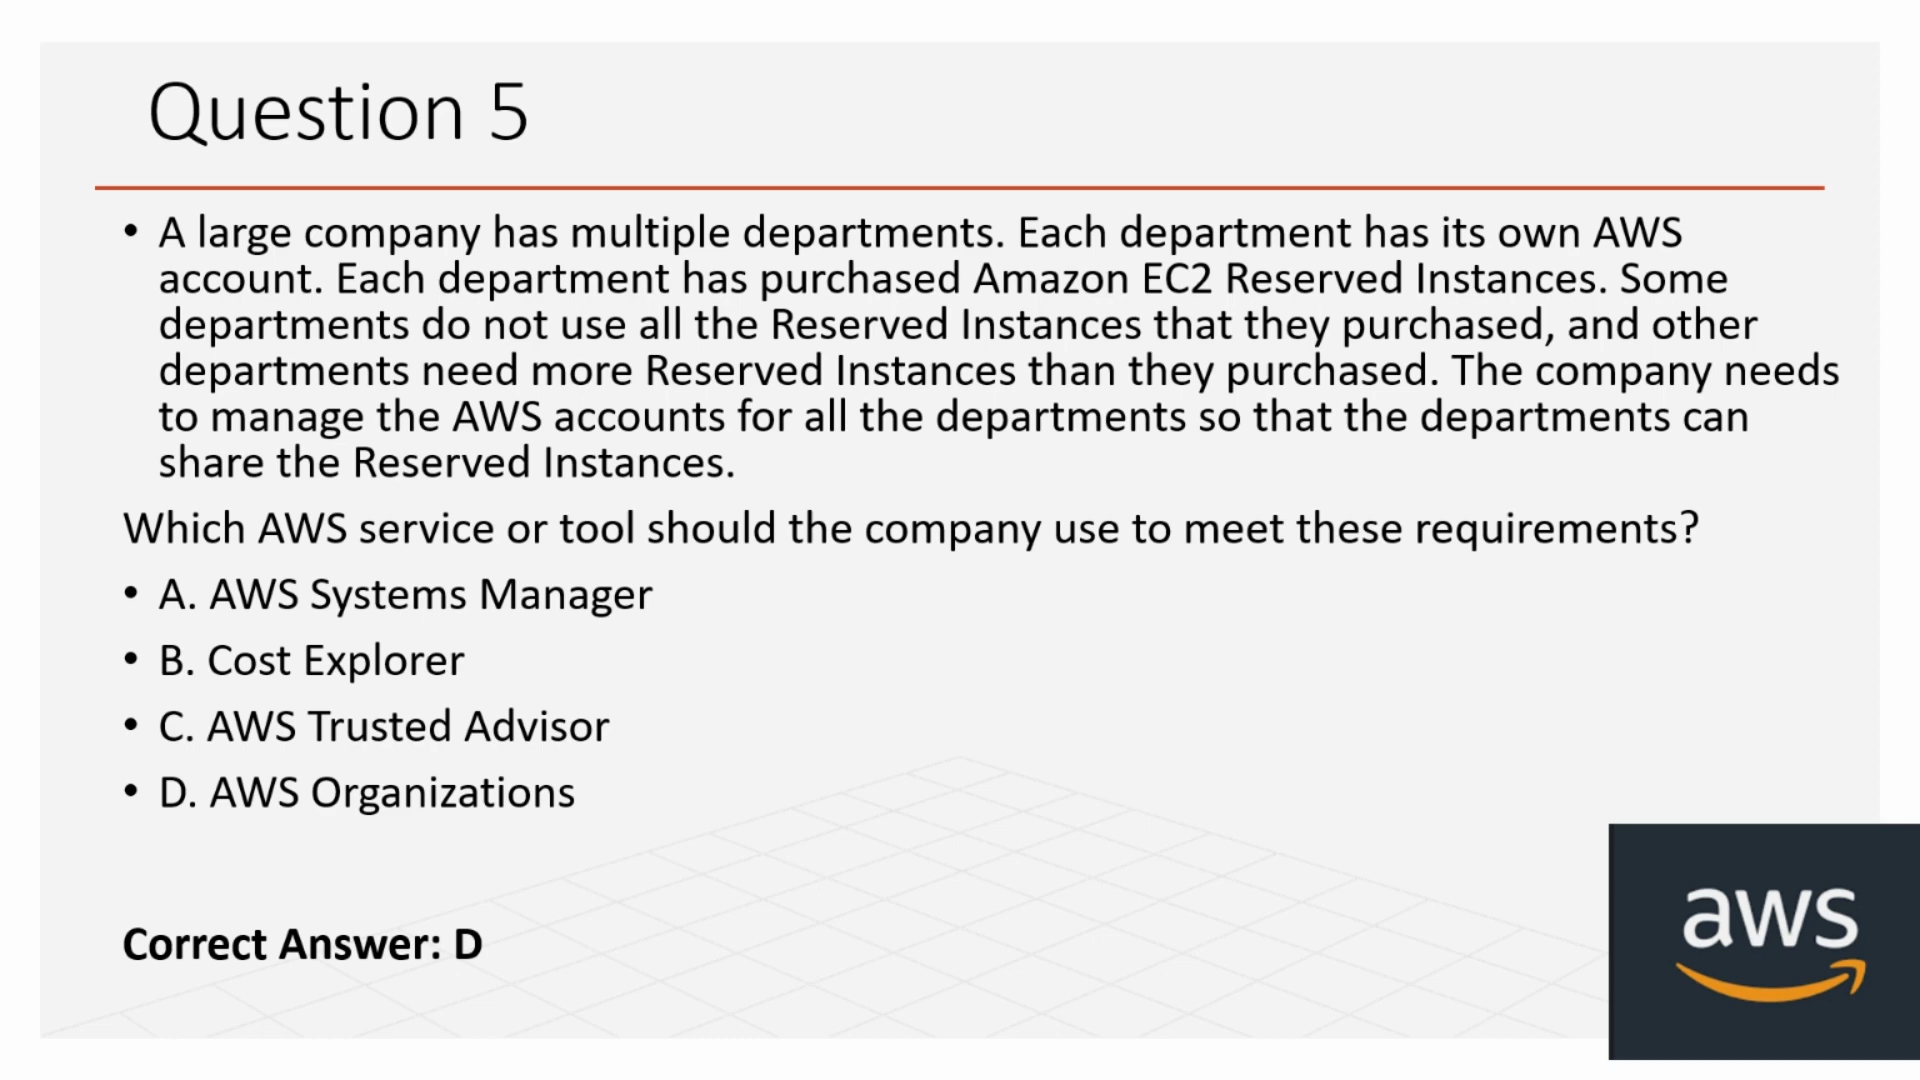 Question 5
• A large company has multiple departments. Each department has its own AWS
account. Each department has purchased Amazon EC2 Reserved Instances. Some
departments do not use all the Reserved Instances that they purchased, and other
departments need more Reserved Instances than they purchased. The company needs
to manage the AWS accounts for all the departments so that the departments can
share the Reserved Instances.
Which AWS service or tool should the company use to meet these requirements?
• A. AWS Systems Manager
• B. Cost Explorer
• C. AWS Trusted Advisor
• D. AWS Organizations
Correct Answer: D
aws